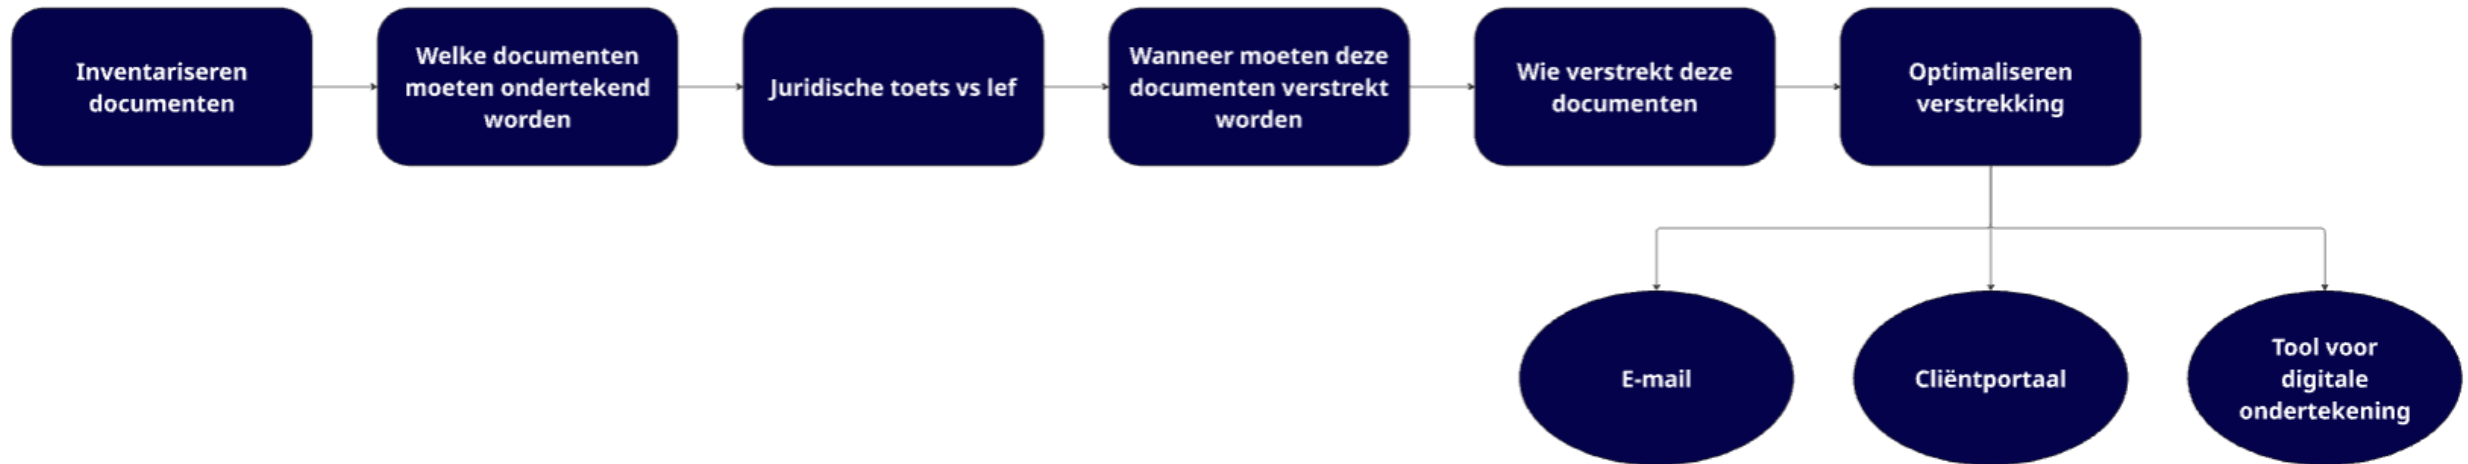 Inventariseren
documenten
Welke documenten
moeten ondertekend
worden
Juridische toets vs lef
Wanneer moeten deze
documenten verstrekt
worden
Wie verstrekt deze
documenten
Optimaliseren
verstrekking
E-mail
Cliëntportaal
Tool voor
digitale
ondertekening